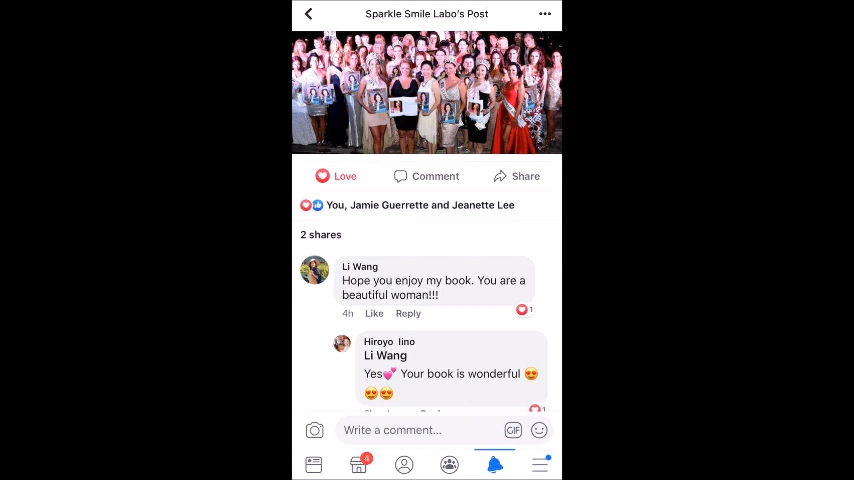 Sparkle Smile Labo's Post
Love
Comment
Share
You, Jamie Guerrette and Jeanette Lee
2 shares
Li Wang
Hope you enjoy my book. You are a
beautiful woman!!!
4h Like Reply
1
Hiroyo Iino
Li Wang
Yes💕 Your book is wonderful 😍
😍😍
1
Write a comment...
GIF
4